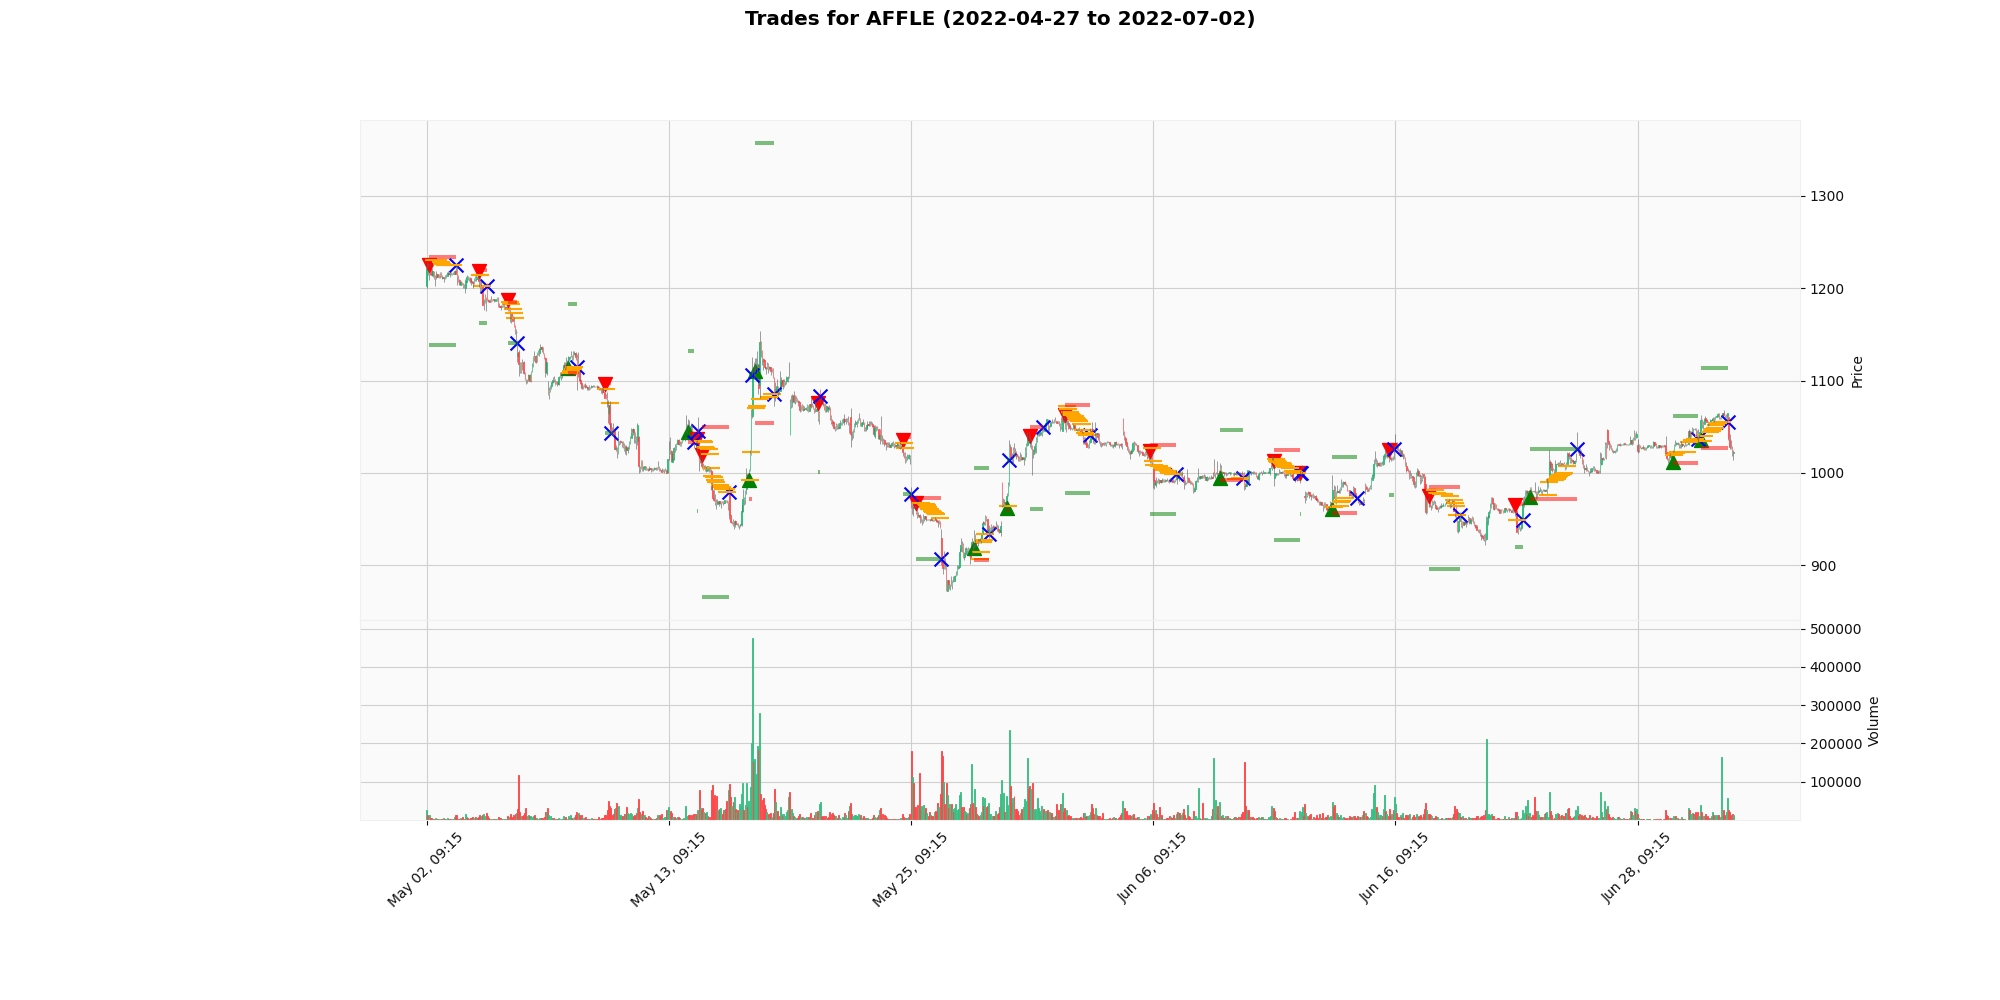 Trades for AFFLE (2022-04-27 to 2022-07-02)
1300
1200
1100
1000
900
Price
500000
400000
300000
200000
100000
Volume
May 02, 09:15
May 13, 09:15
May 25, 09:15
Jun 06, 09:15
Jun 16, 09:15
Jun 28, 09:15